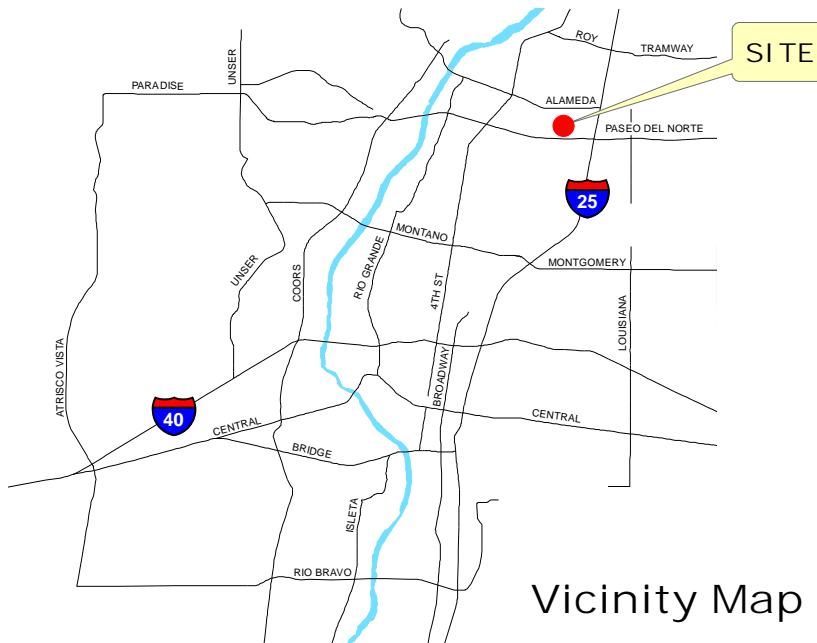 ROY
TRAMWAY
SITE
UNSER
PARADISE
ALAMEDA
PASEO DEL NORTE
25
MONTANO
MONTGOMERY
UNSER
COORS
RIO GRANDE
4TH ST
LOUISIANA
ATRISCO VISTA
BROADWAY
40
CENTRAL
CENTRAL
BRIDGE
ISLETA
RIO BRAVO
Vicinity Map